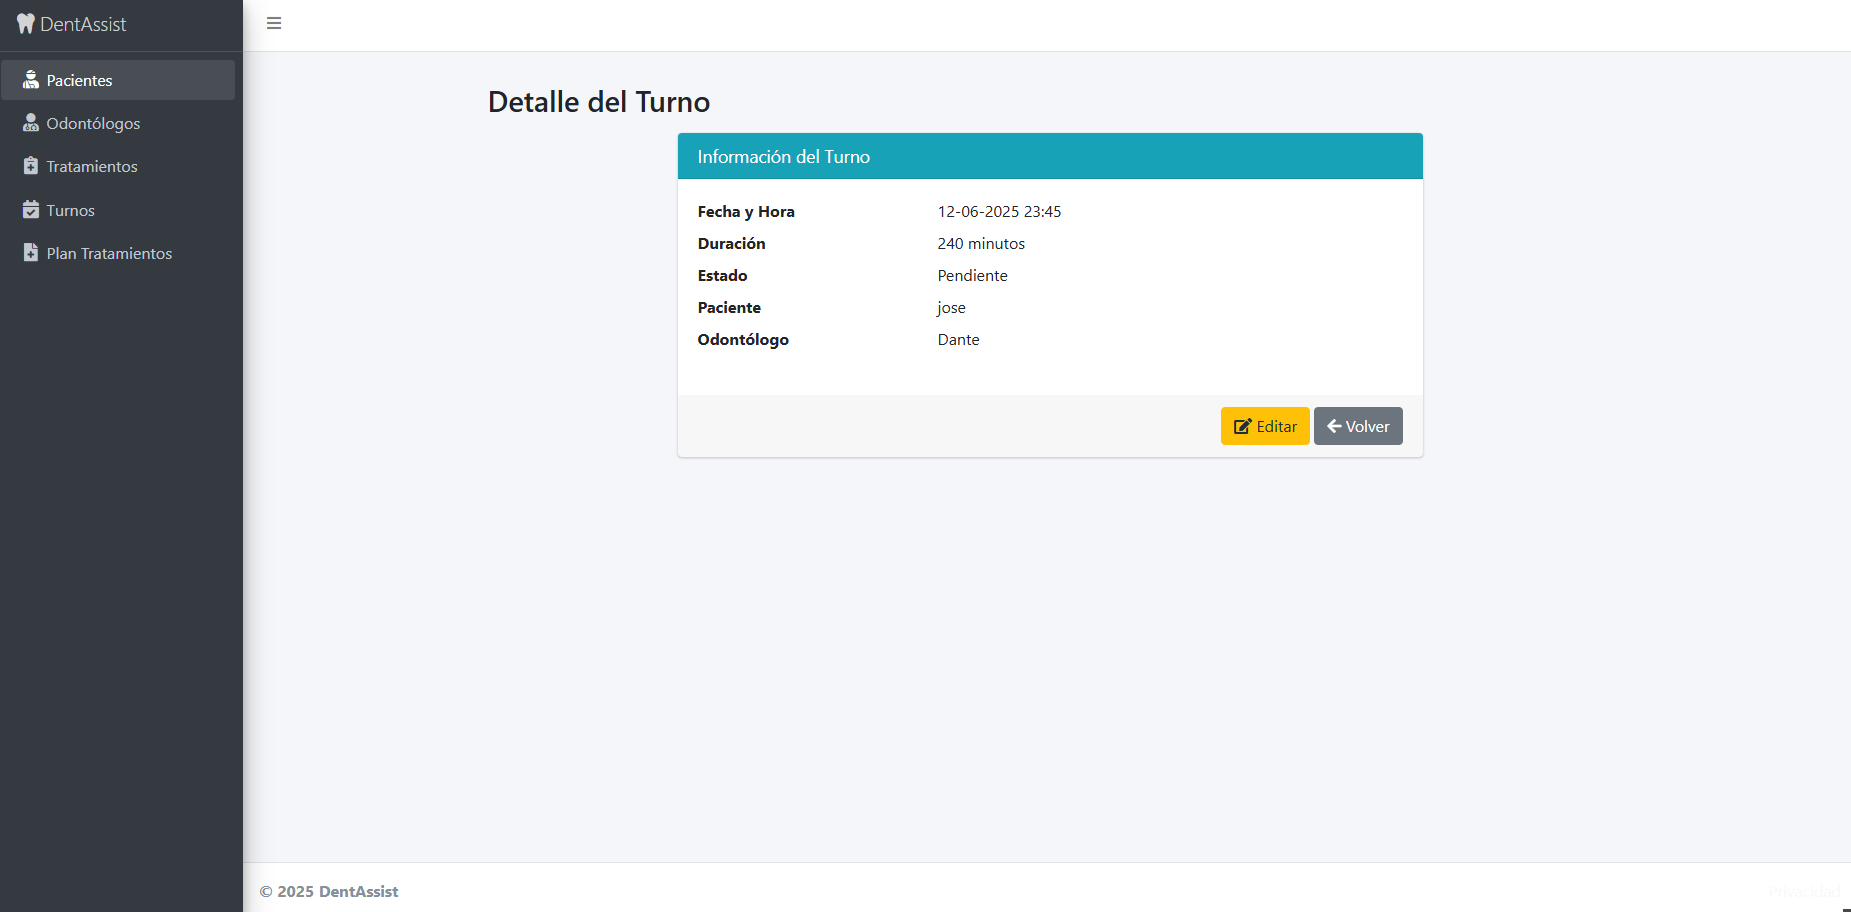 DentAssist
Pacientes
Odontólogos
Tratamientos
Turnos
Plan Tratamientos
Detalle del Turno
Información del Turno
Fecha y Hora 12-06-2025 23:45
Duración 240 minutos
Estado Pendiente
Paciente jose
Odontólogo Dante
Editar Volver
© 2025 DentAssist Privacidad